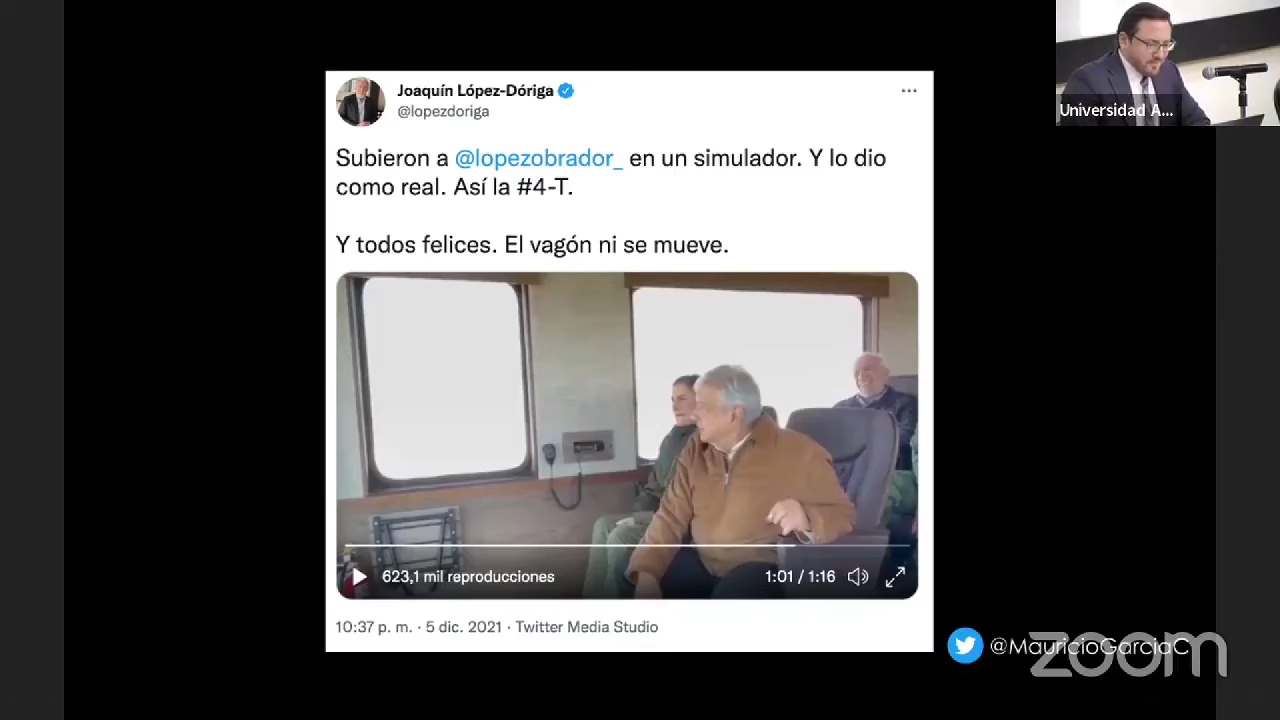 Joaquín López-Dóriga
@lopezdoriga
Subieron a @lopezobrador_ en un simulador. Y lo dio
como real. Así la #4-T.
Y todos felices. El vagón ni se mueve.
623,1 mil reproducciones
1:01 / 1:16
10:37 p. m. · 5 dic. 2021 · Twitter Media Studio
Universidad A...
@MauricioGarciaC
zoom